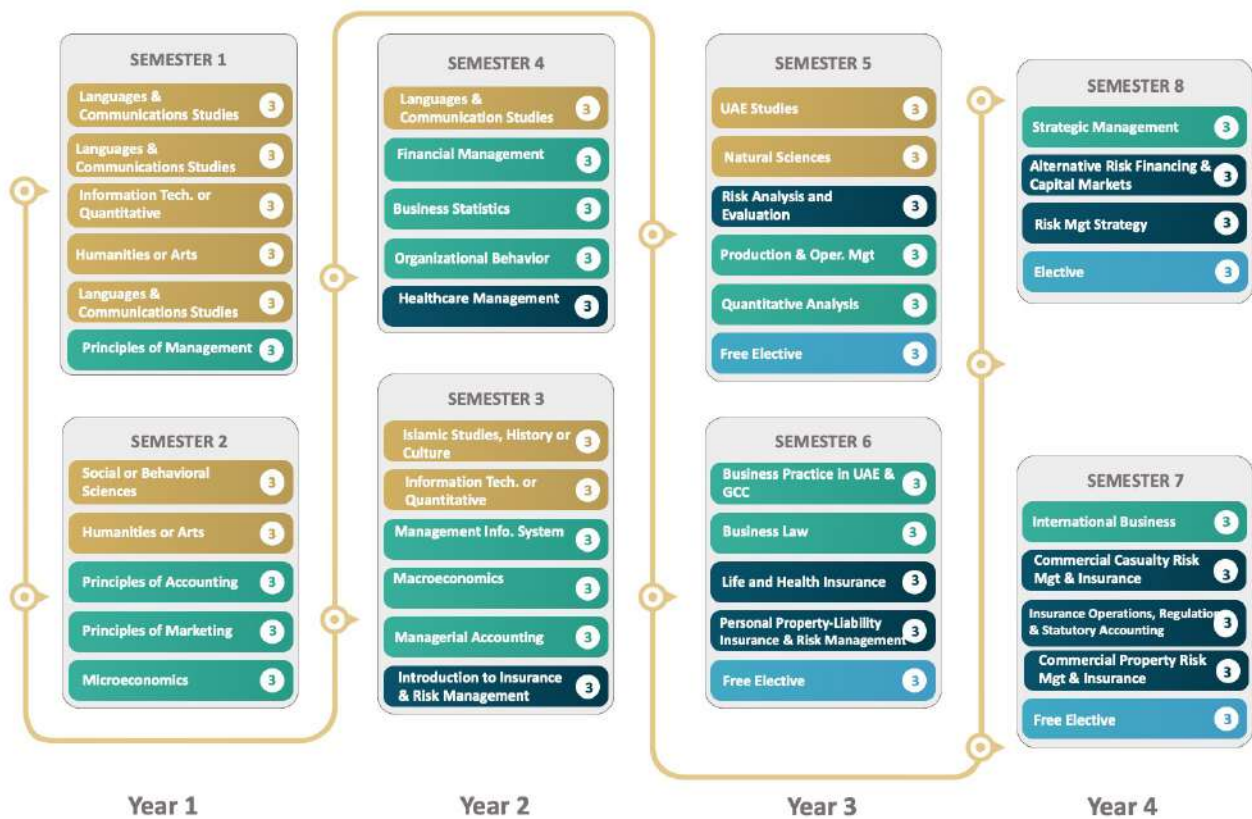 SEMESTER 1
Languages &
Communications Studies
3
Languages &
Communications Studies
3
Information Tech. or
Quantitative
3
Humanities or Arts
3
Languages &
Communications Studies
3
Principles of Management
3
SEMESTER 2
Social or Behavioral
Sciences
3
Humanities or Arts
3
Principles of Accounting
3
Principles of Marketing
3
Microeconomics
3
SEMESTER 4
Languages &
Communication Studies
3
Financial Management
3
Business Statistics
3
Organizational Behavior
3
Healthcare Management
3
SEMESTER 3
Islamic Studies, History or
Culture
3
Information Tech. or
Quantitative
3
Management Info. System
3
Macroeconomics
3
Managerial Accounting
3
Introduction to Insurance
& Risk Management
3
SEMESTER 5
UAE Studies
3
Natural Sciences
3
Risk Analysis and
Evaluation
3
Production & Oper. Mgt
3
Quantitative Analysis
3
Free Elective
3
SEMESTER 6
Business Practice in UAE &
GCC
3
Business Law
3
Life and Health Insurance
3
Personal Property-Liability
Insurance & Risk Management
3
Free Elective
3
SEMESTER 8
Strategic Management
3
Alternative Risk Financing &
Capital Markets
3
Risk Mgt Strategy
3
Elective
3
SEMESTER 7
International Business
3
Commercial Casualty Risk
Mgt & Insurance
3
Insurance Operations, Regulation
& Statutory Accounting
3
Commercial Property Risk
Mgt & Insurance
3
Free Elective
3
Year 1
Year 2
Year 3
Year 4